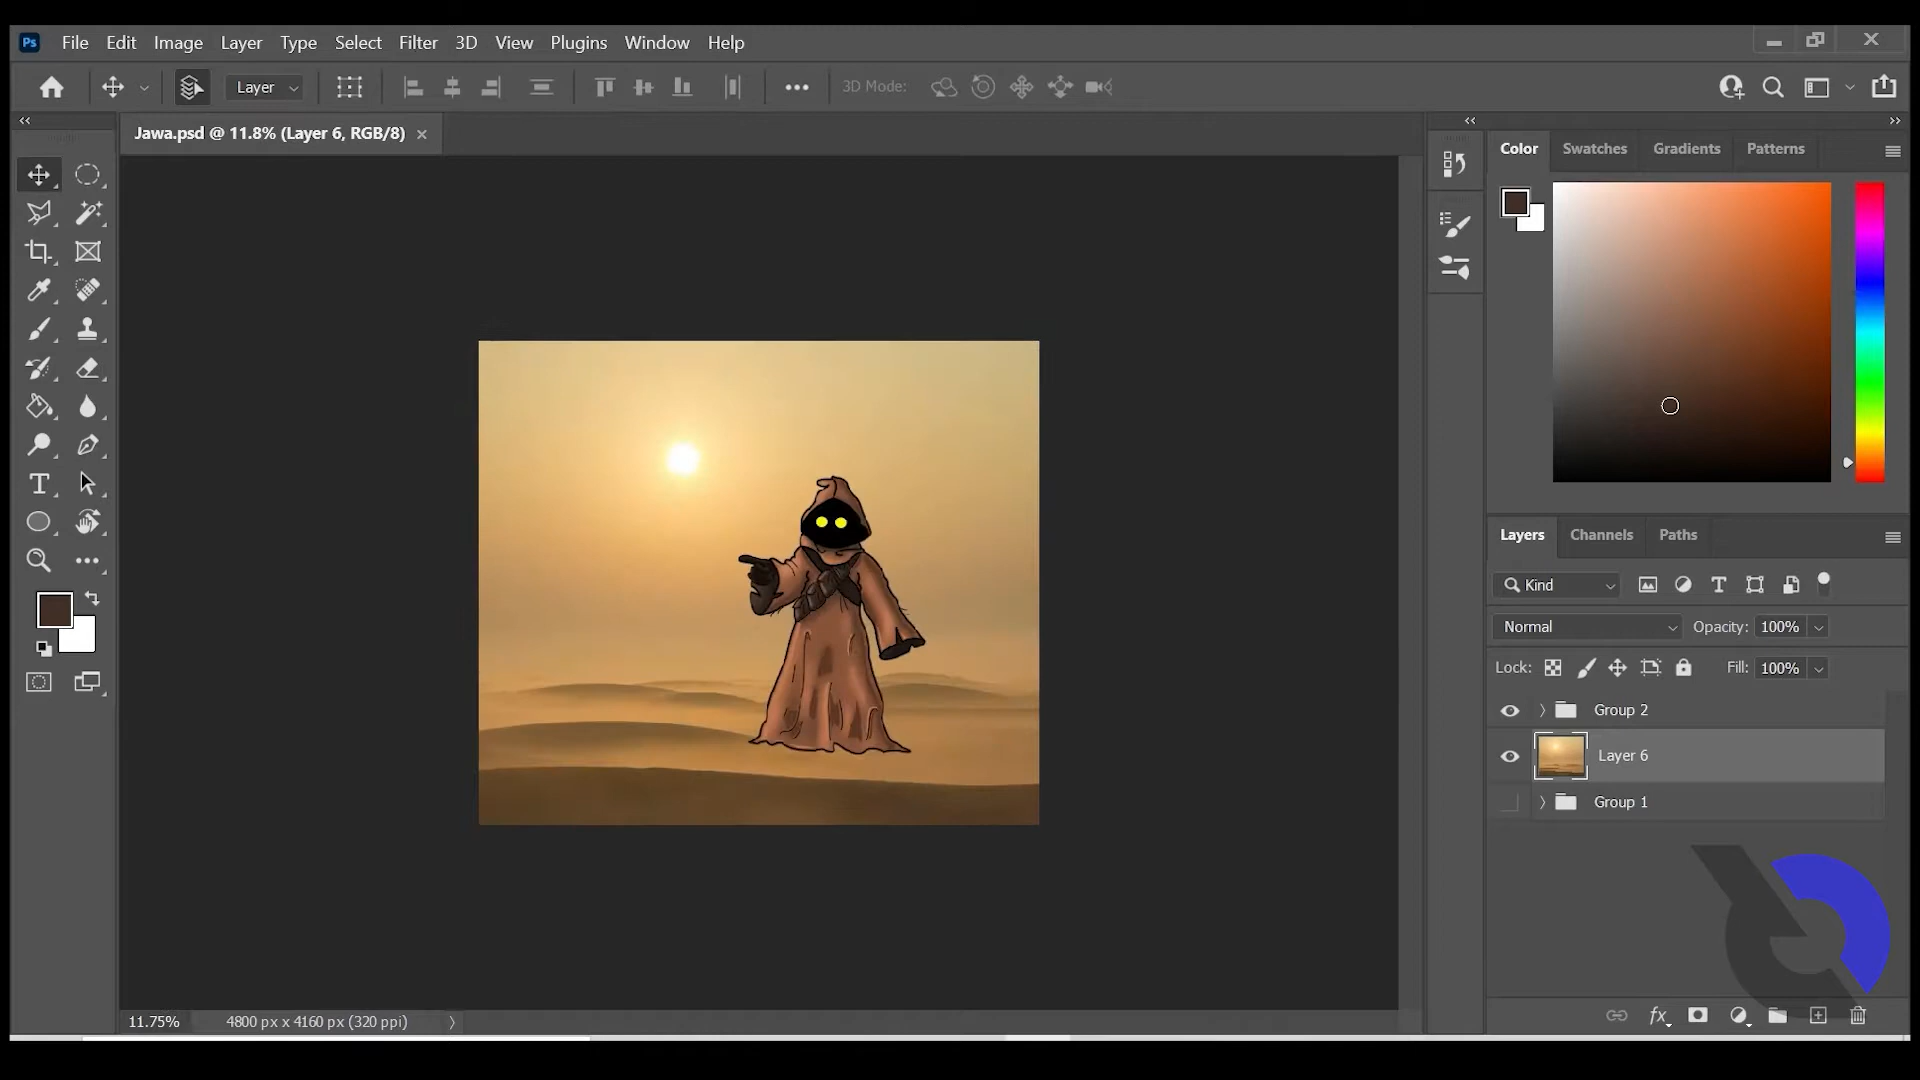 Ps File Edit Image Layer Type Select Filter 3D View Plugins Window Help
Layer 3D Mode:
Jawa.psd @ 11.8% (Layer 6, RGB/8)
Color Swatches Gradients Patterns
Layers Channels Paths
Kind
Normal Opacity: 100%
Lock: Fill: 100%
Group 2
Layer 6
Group 1
fx
11.75% 4800 px x 4160 px (320 ppi)